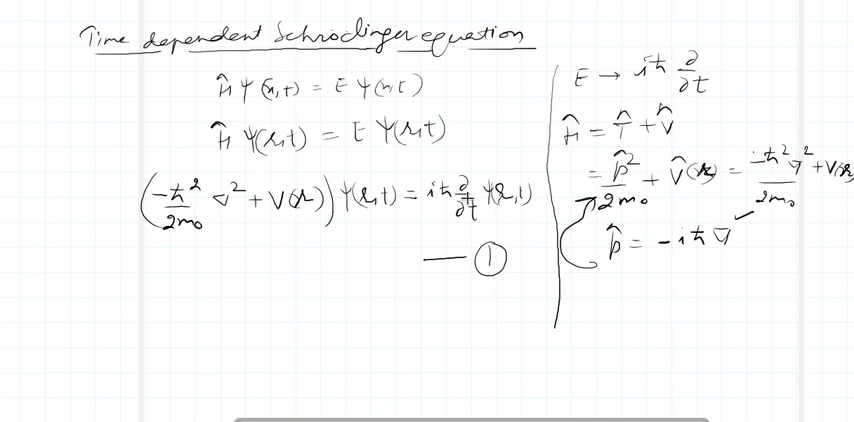 Time dependent Schrodinger equation
Ĥ ψ(x,t) = E ψ(x,t)
Ĥ ψ(r,t) = E ψ(r,t)
(-ħ²/2m₀ ∇² + V(r)) ψ(r,t) = iħ ∂/∂t ψ(r,t)
— ①
E → iħ ∂/∂t
Ĥ = T̂ + V̂
= p̂²/2m₀ + V̂(r) = -ħ²∇²/2m₀ + V(r)
p̂ = -iħ∇